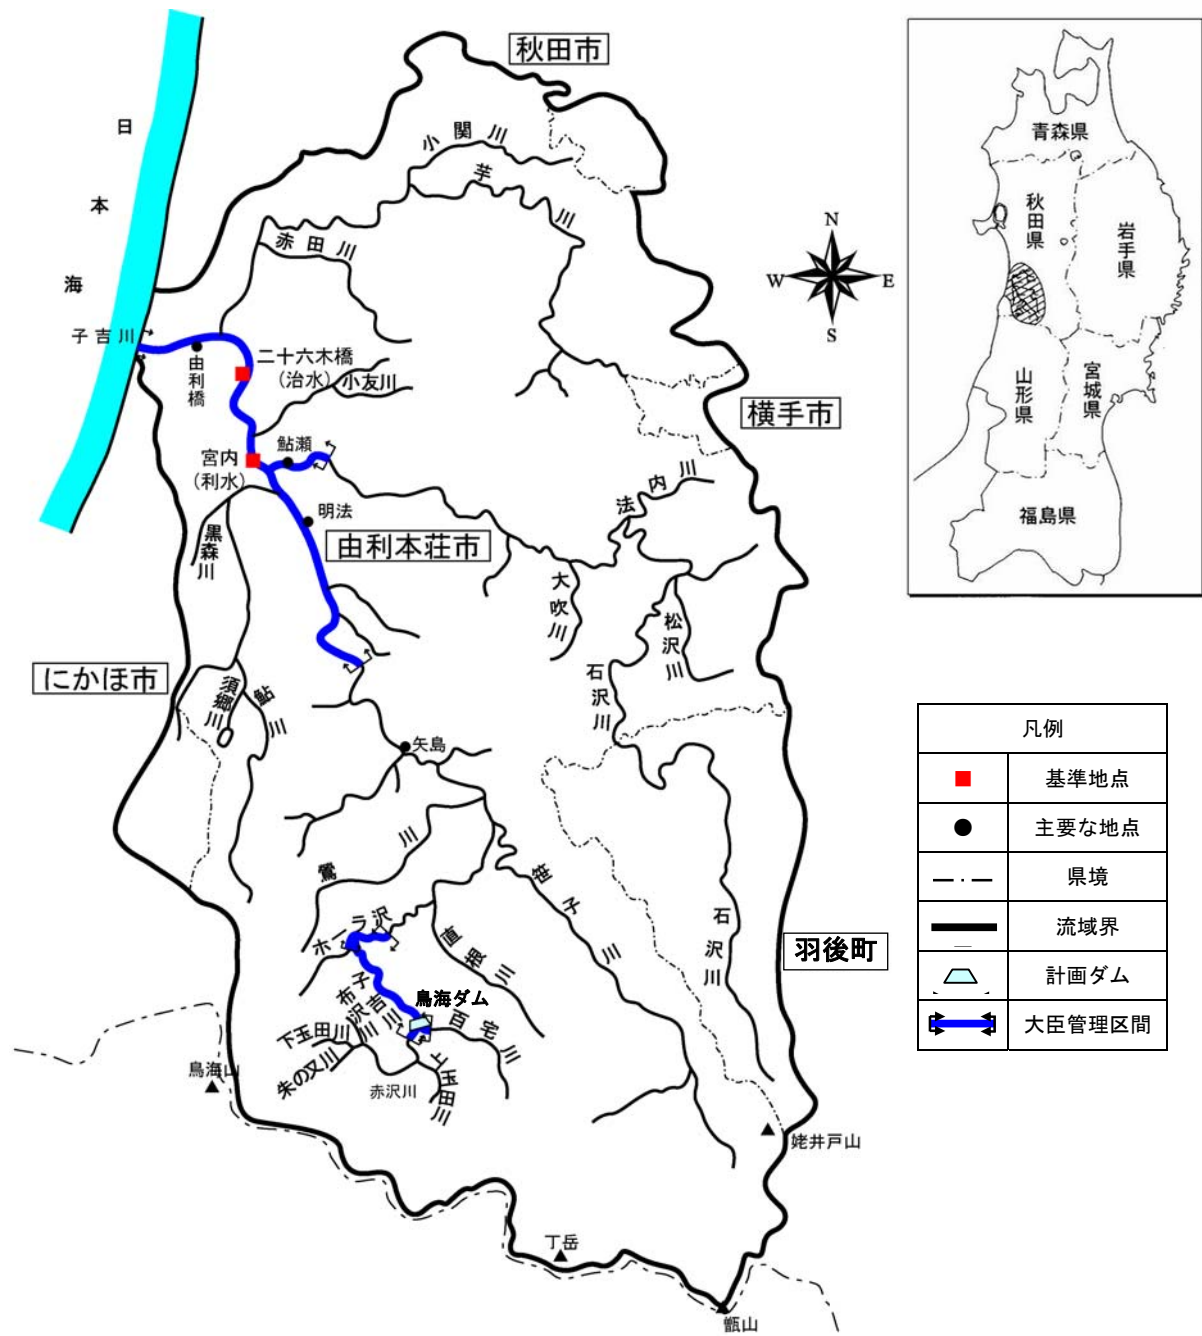 秋田市
日本海
小関川
芋川
赤田川
N
W
E
S
子吉川
由利橋
二十六木橋
（治水）
小友川
横手市
鮎瀬
宮内
（利水）
明法
法内川
由利本荘市
黒森川
大吹川
松沢川
石沢川
にかほ市
須郷川
鮎川
矢島
鶯川
笹子川
石沢川
ホーラ沢
直根川
羽後町
布沢川
子吉川
鳥海ダム
百宅川
下玉田川
朱の又川
赤沢川
上玉田川
鳥海山
姥井戸山
丁岳
甑山
青森県
秋田県
岩手県
山形県
宮城県
福島県
凡例
基準地点
主要な地点
県境
流域界
計画ダム
大臣管理区間